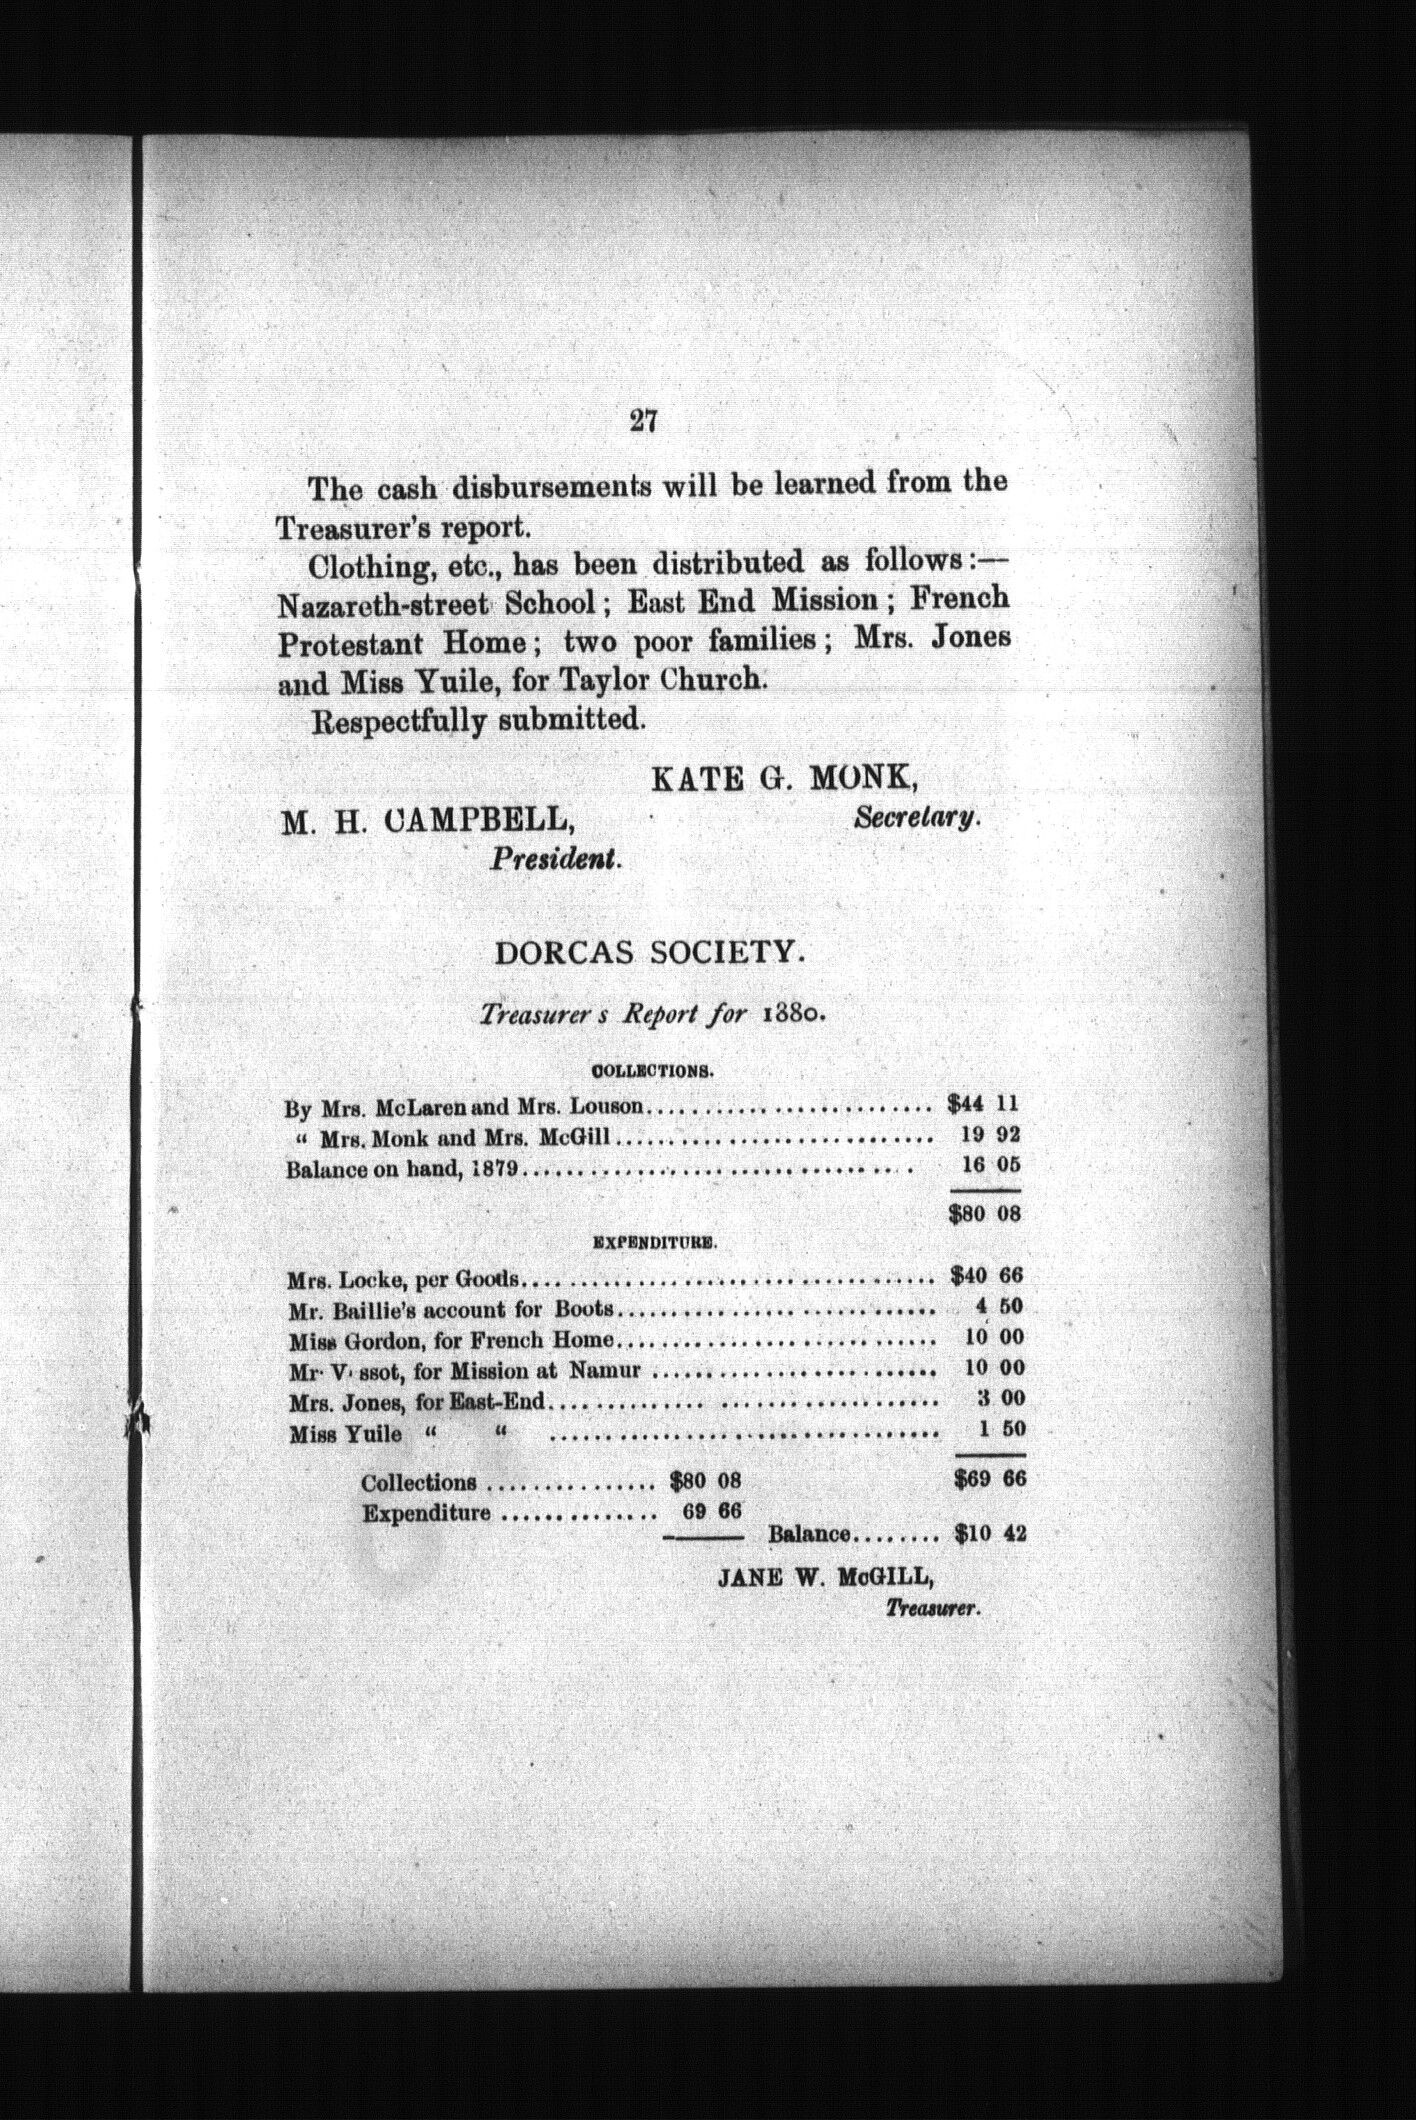 27
The cash disbursements will be learned from the
Treasurer's report.
Clothing, etc., has been distributed as follows:—
Nazareth-street School; East End Mission; French
Protestant Home; two poor families; Mrs. Jones
and Miss Yuile, for Taylor Church.
Respectfully submitted.
KATE G. MONK,
Secretary.
M. H. CAMPBELL,
President.
DORCAS SOCIETY.
Treasurer s Report for 1880.
COLLECTIONS.
By Mrs. McLaren and Mrs. Louson........................ $44 11
“ Mrs. Monk and Mrs. McGill........................... 19 92
Balance on hand, 1879................................ 16 05
$80 08
EXPENDITURE.
Mrs. Locke, per Goods................................ $40 66
Mr. Baillie's account for Boots........................ 4 50
Miss Gordon, for French Home........................ 10 00
Mr. V ssot, for Mission at Namur ...................... 10 00
Mrs. Jones, for East-End.............................. 3 00
Miss Yuile “ “ ................................ 1 50
Collections ............... $80 08 $69 66
Expenditure .............. 69 66
Balance........ $10 42
JANE W. McGILL,
Treasurer.